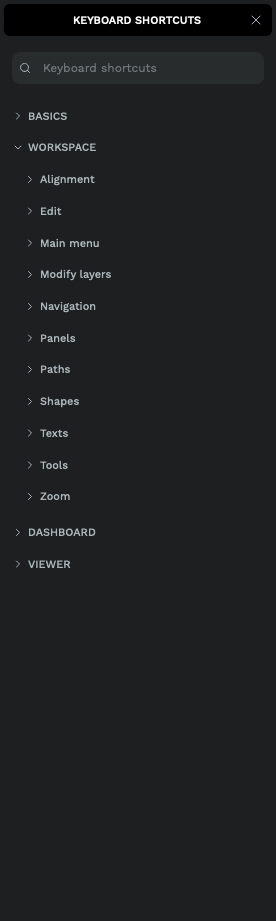 KEYBOARD SHORTCUTS
Keyboard shortcuts
BASICS
WORKSPACE
Alignment
Edit
Main menu
Modify layers
Navigation
Panels
Paths
Shapes
Texts
Tools
Zoom
DASHBOARD
VIEWER